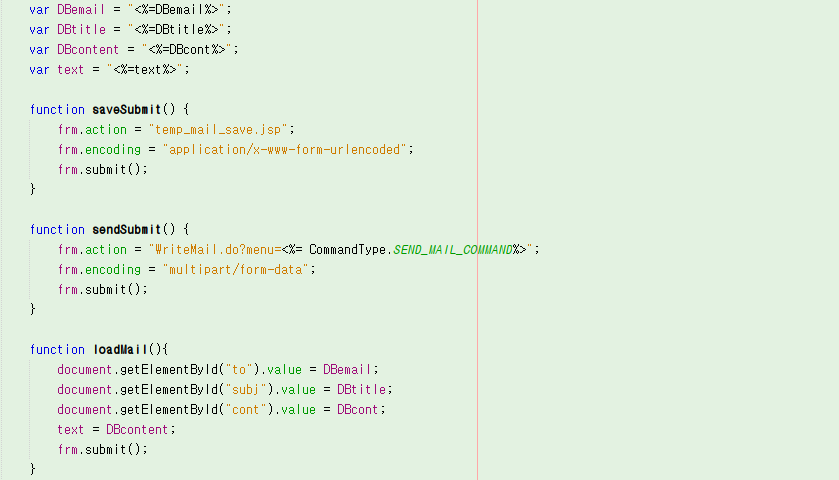 var DBemail = "<%=DBemail%>";
var DBtitle = "<%=DBtitle%>";
var DBcontent = "<%=DBcont%>";
var text = "<%=text%>";
function saveSubmit() {
frm.action = "temp_mail_save.jsp";
frm.encoding = "application/x-www-form-urlencoded";
frm.submit();
}
function sendSubmit() {
frm.action = "WriteMail.do?menu=<%= CommandType.SEND_MAIL_COMMAND%>";
frm.encoding = "multipart/form-data";
frm.submit();
}
function loadMail(){
document.getElementById("to").value = DBemail;
document.getElementById("subj").value = DBtitle;
document.getElementById("cont").value = DBcont;
text = DBcontent;
frm.submit();
}